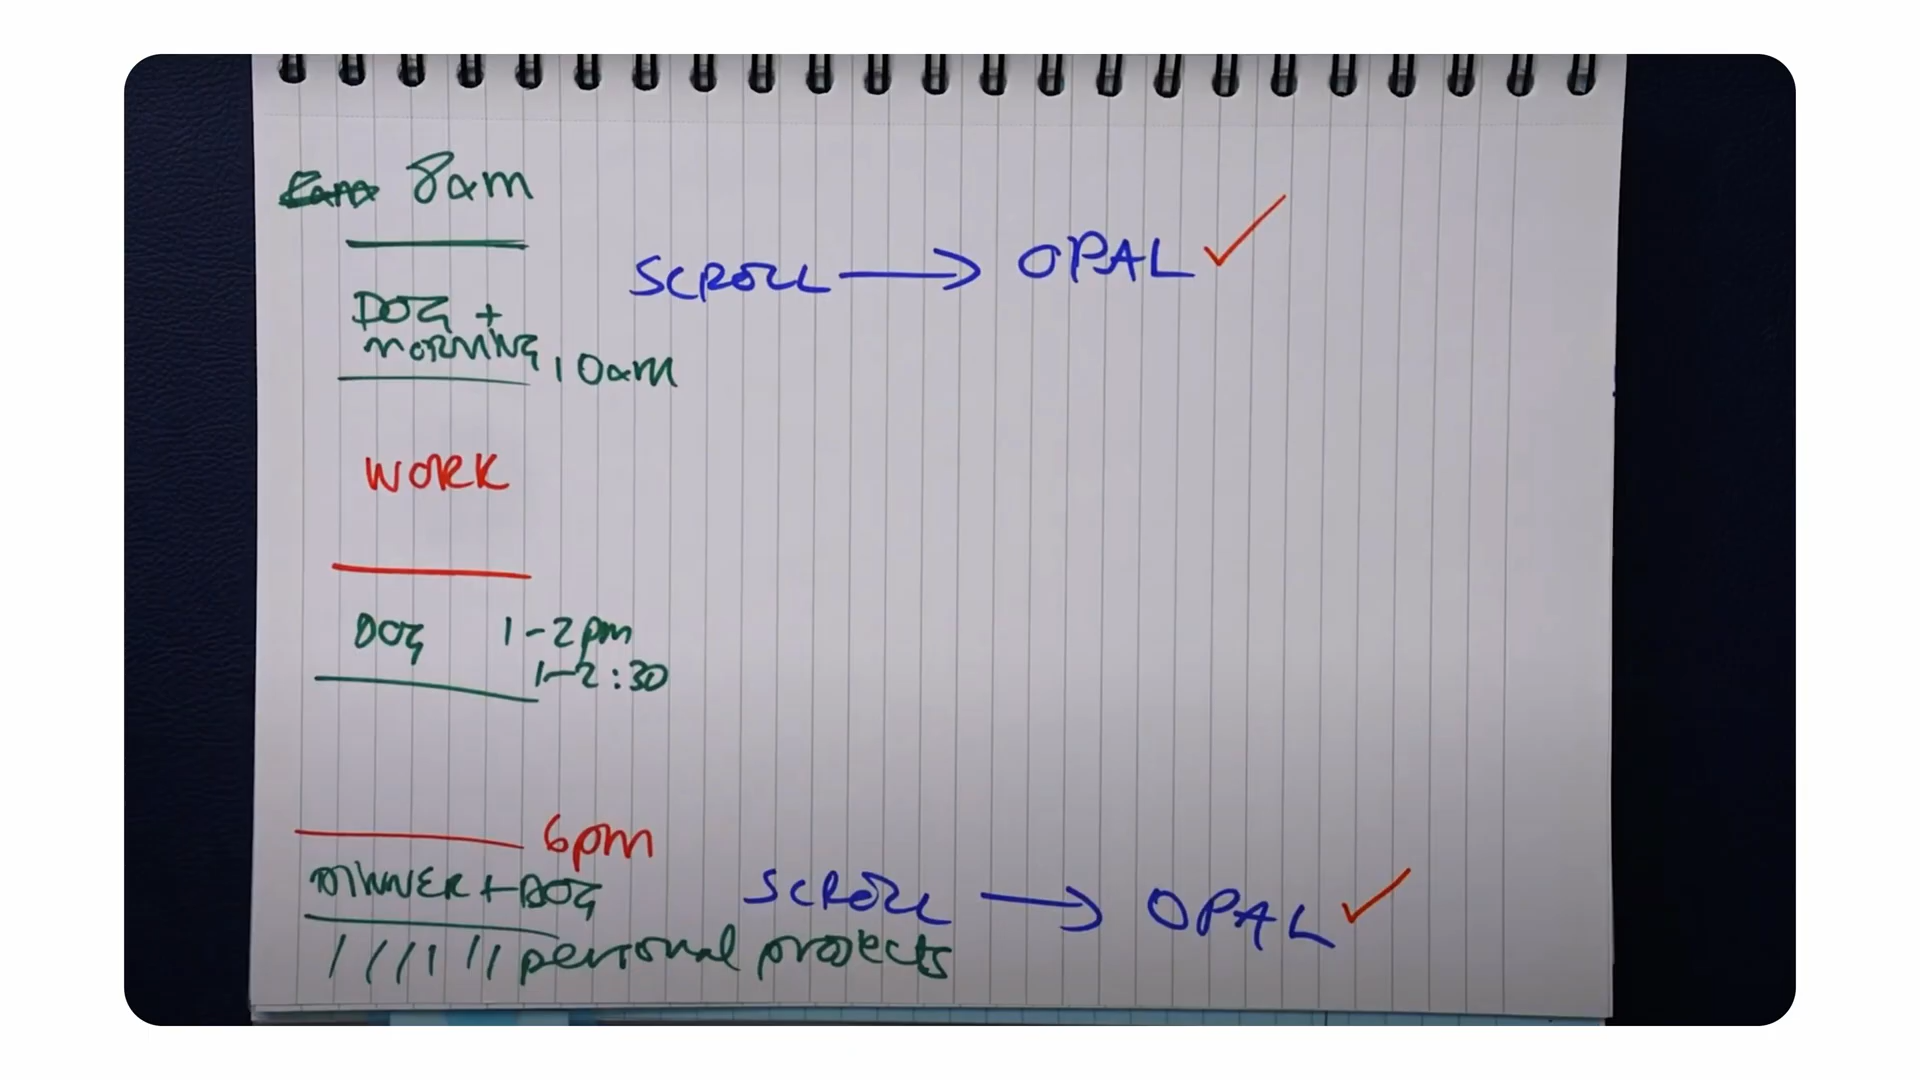 8am
SCROLL → OPAL ✓
DOG +
MORNING
10am
WORK
DOG 1-2pm
1-2:30
6pm
DINNER + DOG
SCROLL → OPAL ✓
personal projects